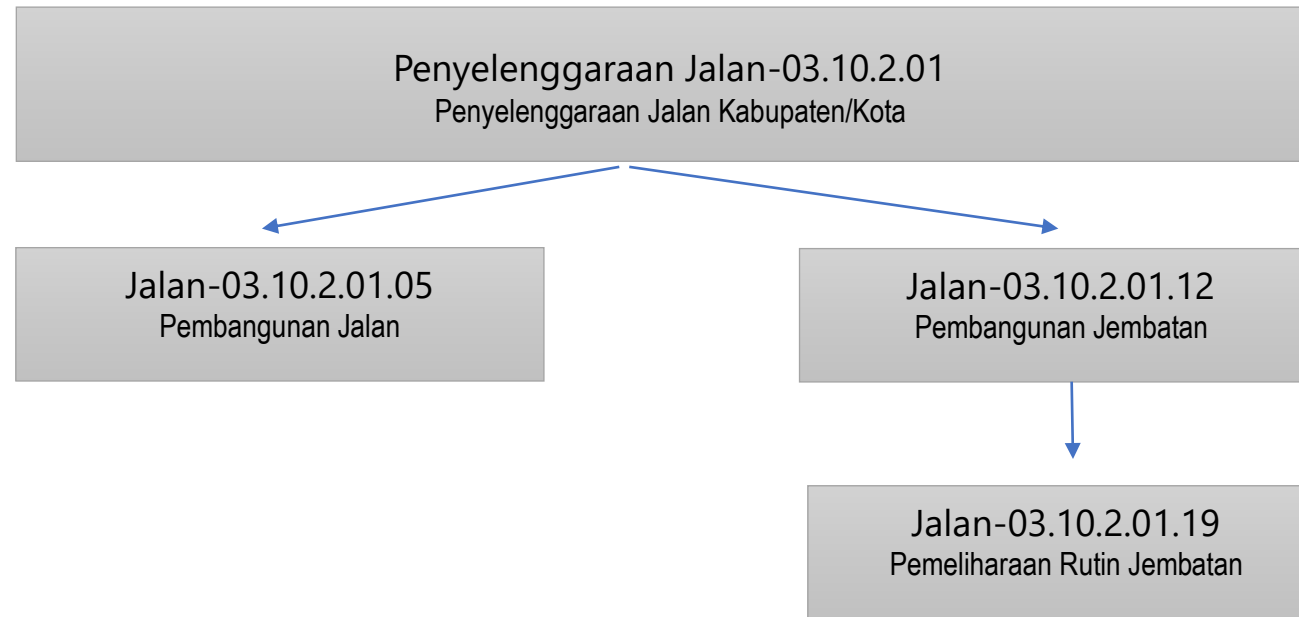 Penyelenggaraan Jalan-03.10.2.01
Penyelenggaraan Jalan Kabupaten/Kota
Jalan-03.10.2.01.05
Pembangunan Jalan
Jalan-03.10.2.01.12
Pembangunan Jembatan
Jalan-03.10.2.01.19
Pemeliharaan Rutin Jembatan